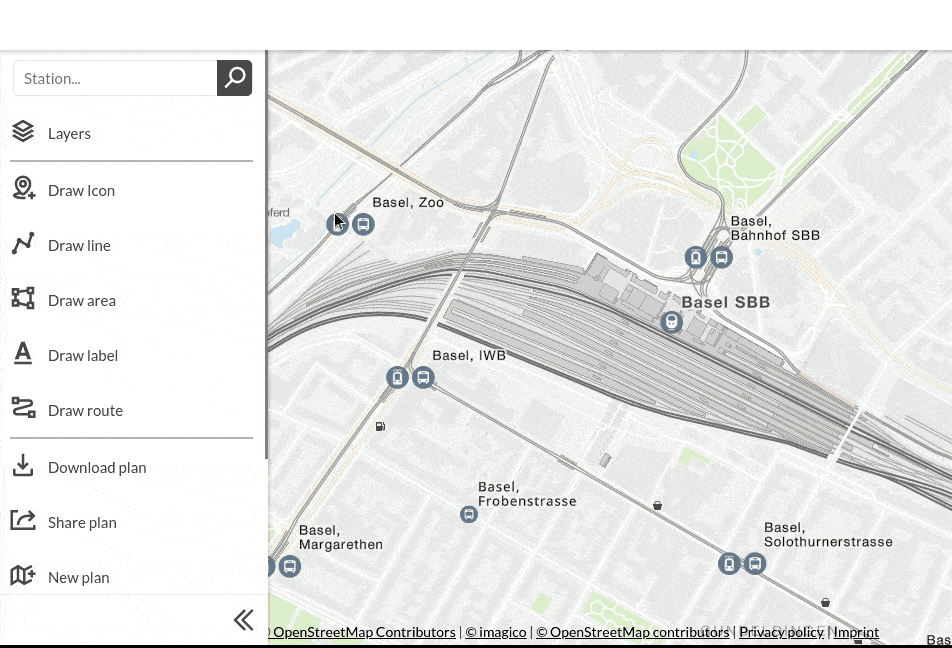 Station...
Layers
Draw Icon
Draw line
Draw area
Draw label
Draw route
Download plan
Share plan
New plan
Basel, Zoo
Basel,
Bahnhof SBB
Basel SBB
Basel, IWB
Basel,
Frobenstrasse
Basel,
Margarethen
Basel,
Solothurnerstrasse
Bas
OpenStreetMap Contributors | © imagico | © OpenStreetMap contributors | Privacy policy | Imprint